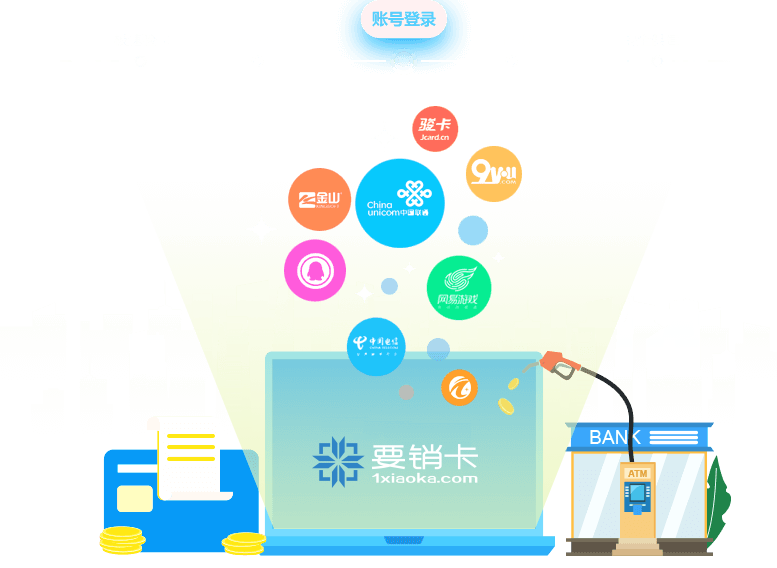 账号登录
骏卡
Jcard.cn
91
.COM
金山
China
unicom中国联通
网易游戏
中国电信
BANK
要销卡
1xiaoka.com
ATM